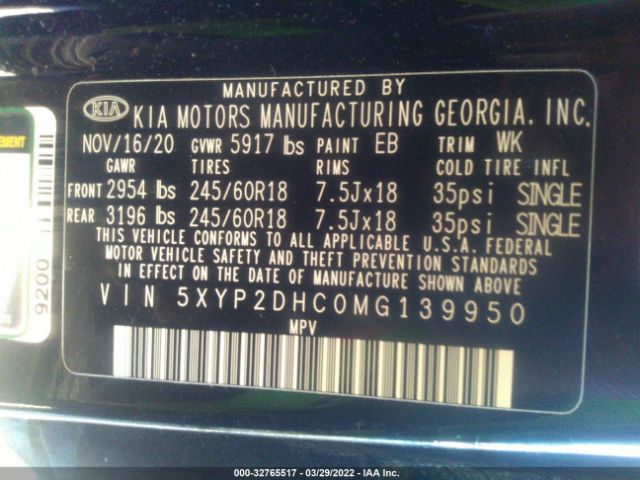 MANUFACTURED BY
KIA KIA MOTORS MANUFACTURING GEORGIA. INC.
NOV/16/20 GVWR 5917 lbs PAINT EB TRIM WK
GAWR TIRES RIMS COLD TIRE INFL
FRONT 2954 lbs 245/60R18 7.5Jx18 35psi SINGLE
REAR 3196 lbs 245/60R18 7.5Jx18 35psi SINGLE
THIS VEHICLE CONFORMS TO ALL APPLICABLE U.S.A. FEDERAL
MOTOR VEHICLE SAFETY AND THEFT PREVENTION STANDARDS
IN EFFECT ON THE DATE OF MANUFACTURE SHOWN ABOVE.
VIN 5XYP2DHC0MG139950
MPV
9200
000-32765517 - 03/29/2022 - IAA Inc.